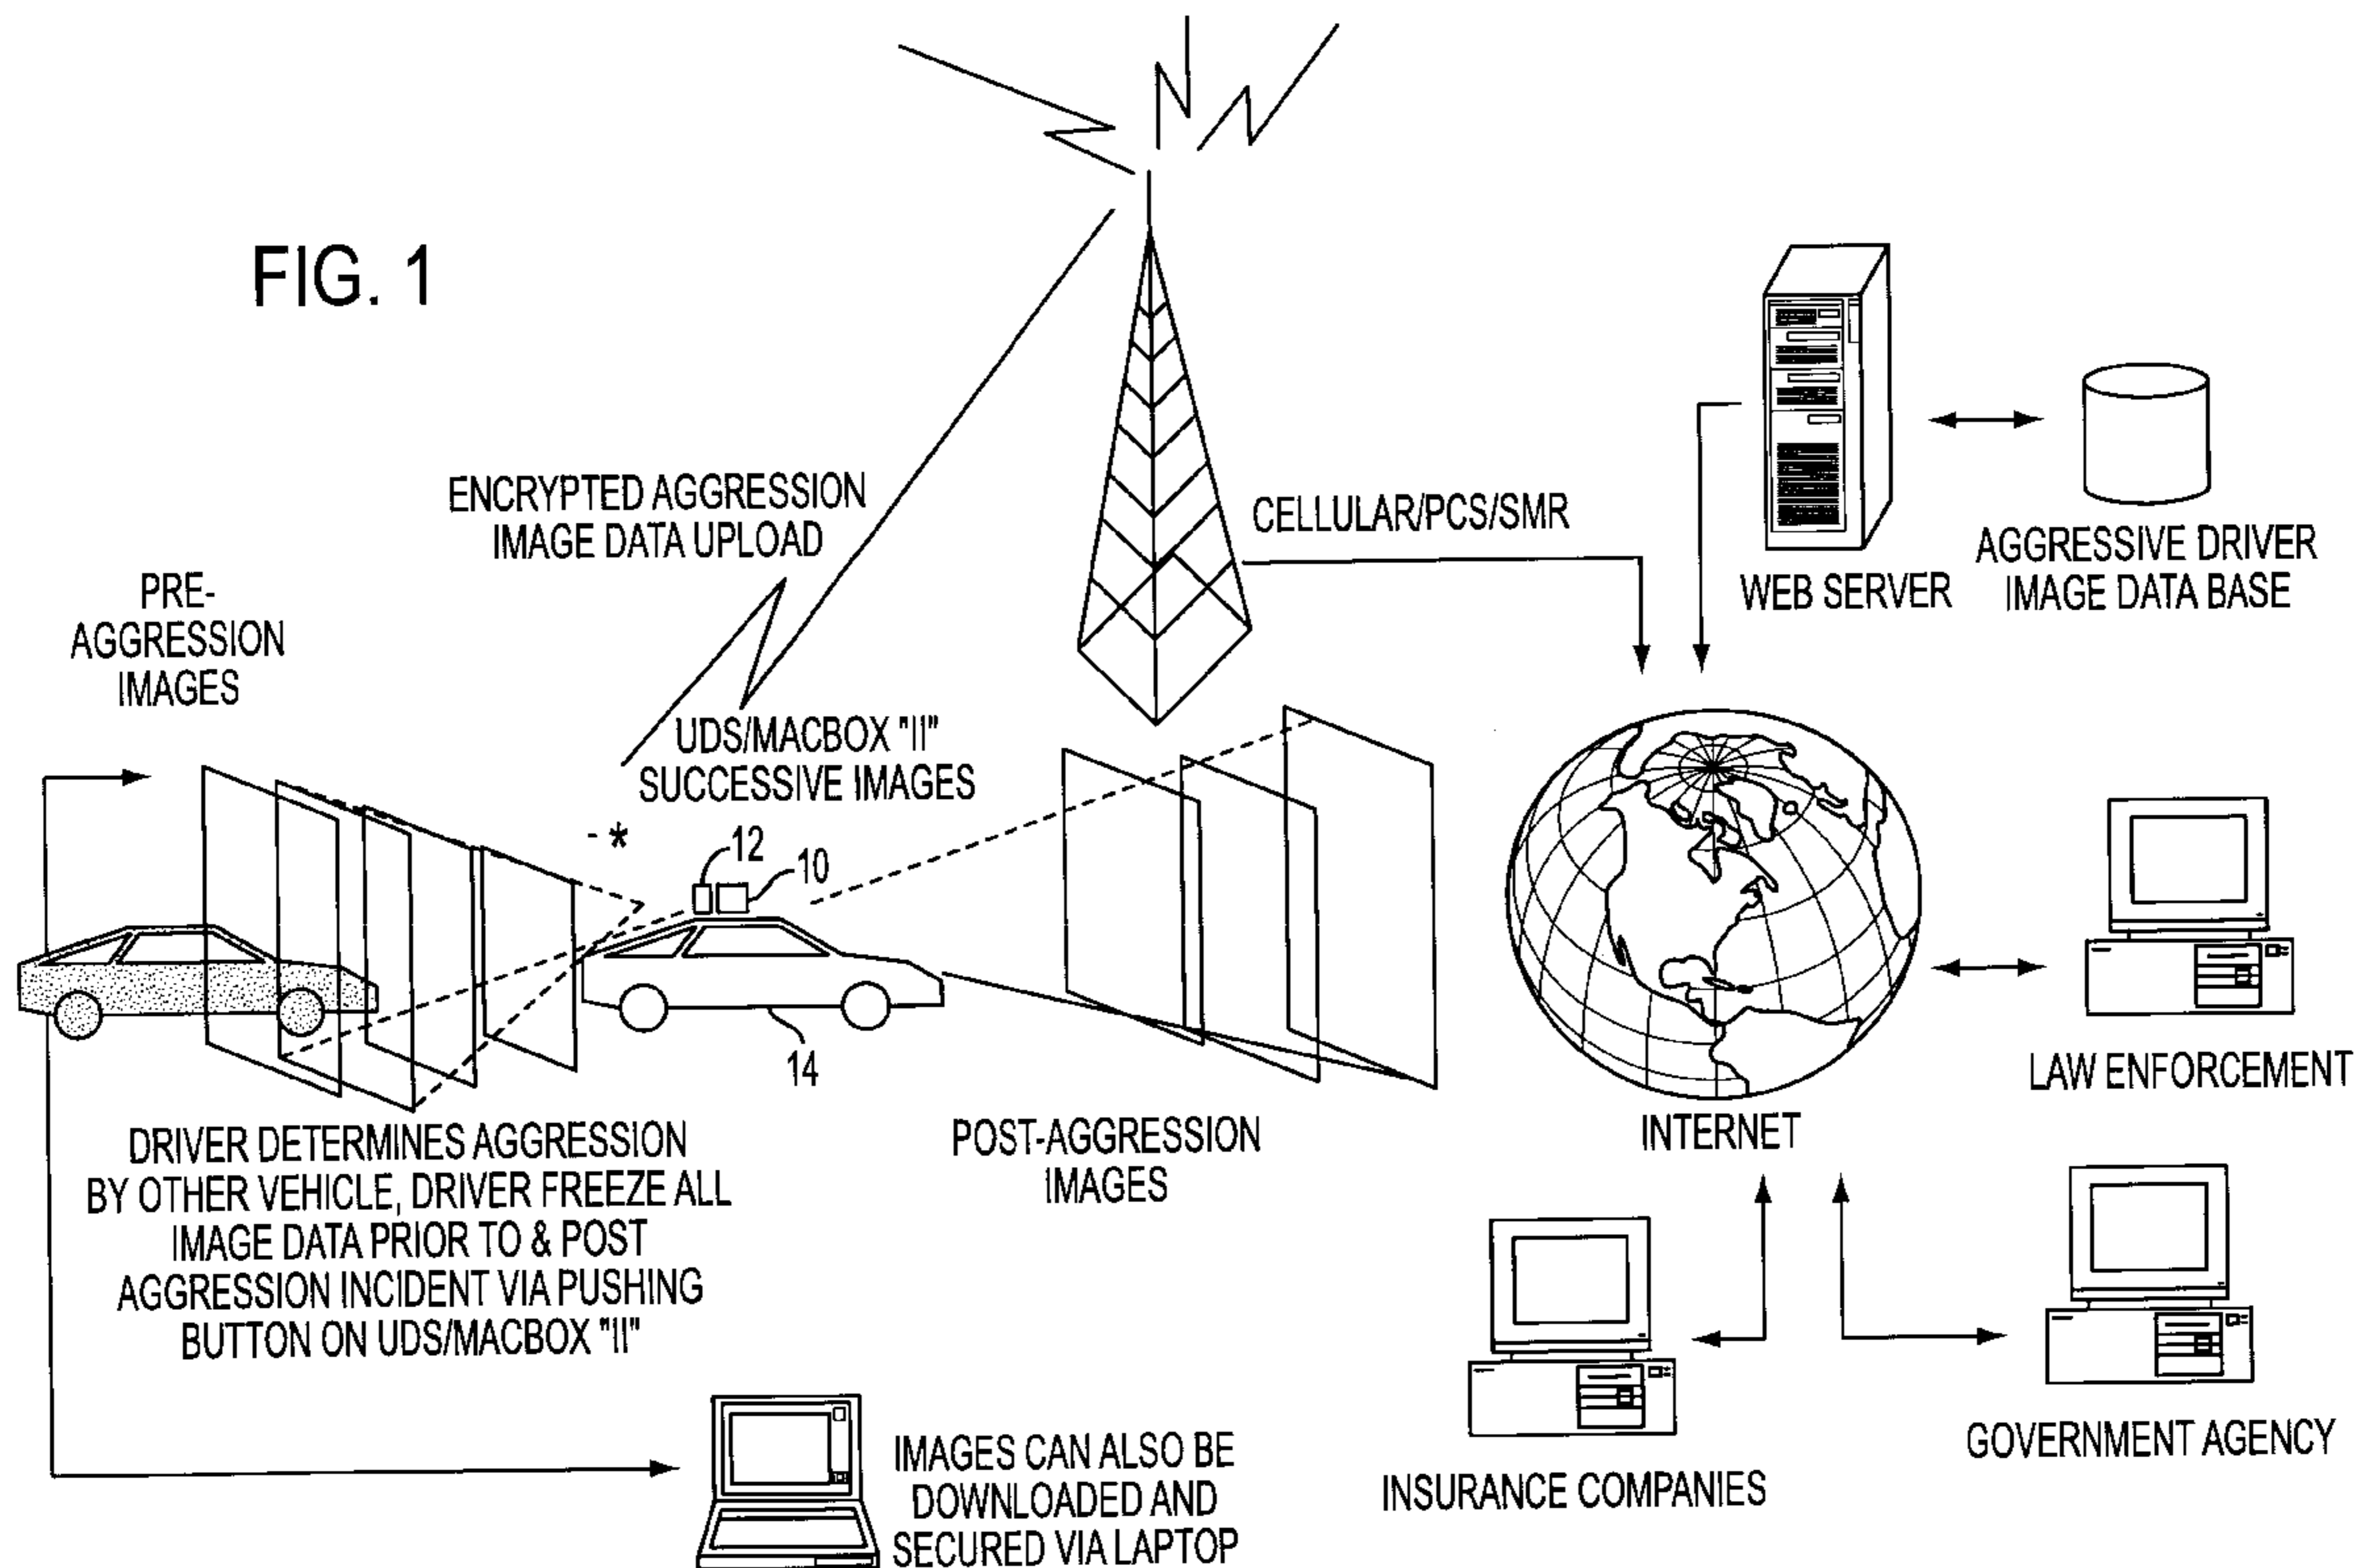 FIG. 1
ENCRYPTED AGGRESSION
IMAGE DATA UPLOAD
CELLULAR/PCS/SMR
WEB SERVER
AGGRESSIVE DRIVER
IMAGE DATA BASE
PRE-
AGGRESSION
IMAGES
UDS/MACBOX "II"
SUCCESSIVE IMAGES
- *
12
10
14
DRIVER DETERMINES AGGRESSION
BY OTHER VEHICLE, DRIVER FREEZE ALL
IMAGE DATA PRIOR TO & POST
AGGRESSION INCIDENT VIA PUSHING
BUTTON ON UDS/MACBOX "II"
POST-AGGRESSION
IMAGES
INTERNET
LAW ENFORCEMENT
INSURANCE COMPANIES
GOVERNMENT AGENCY
IMAGES CAN ALSO BE
DOWNLOADED AND
SECURED VIA LAPTOP